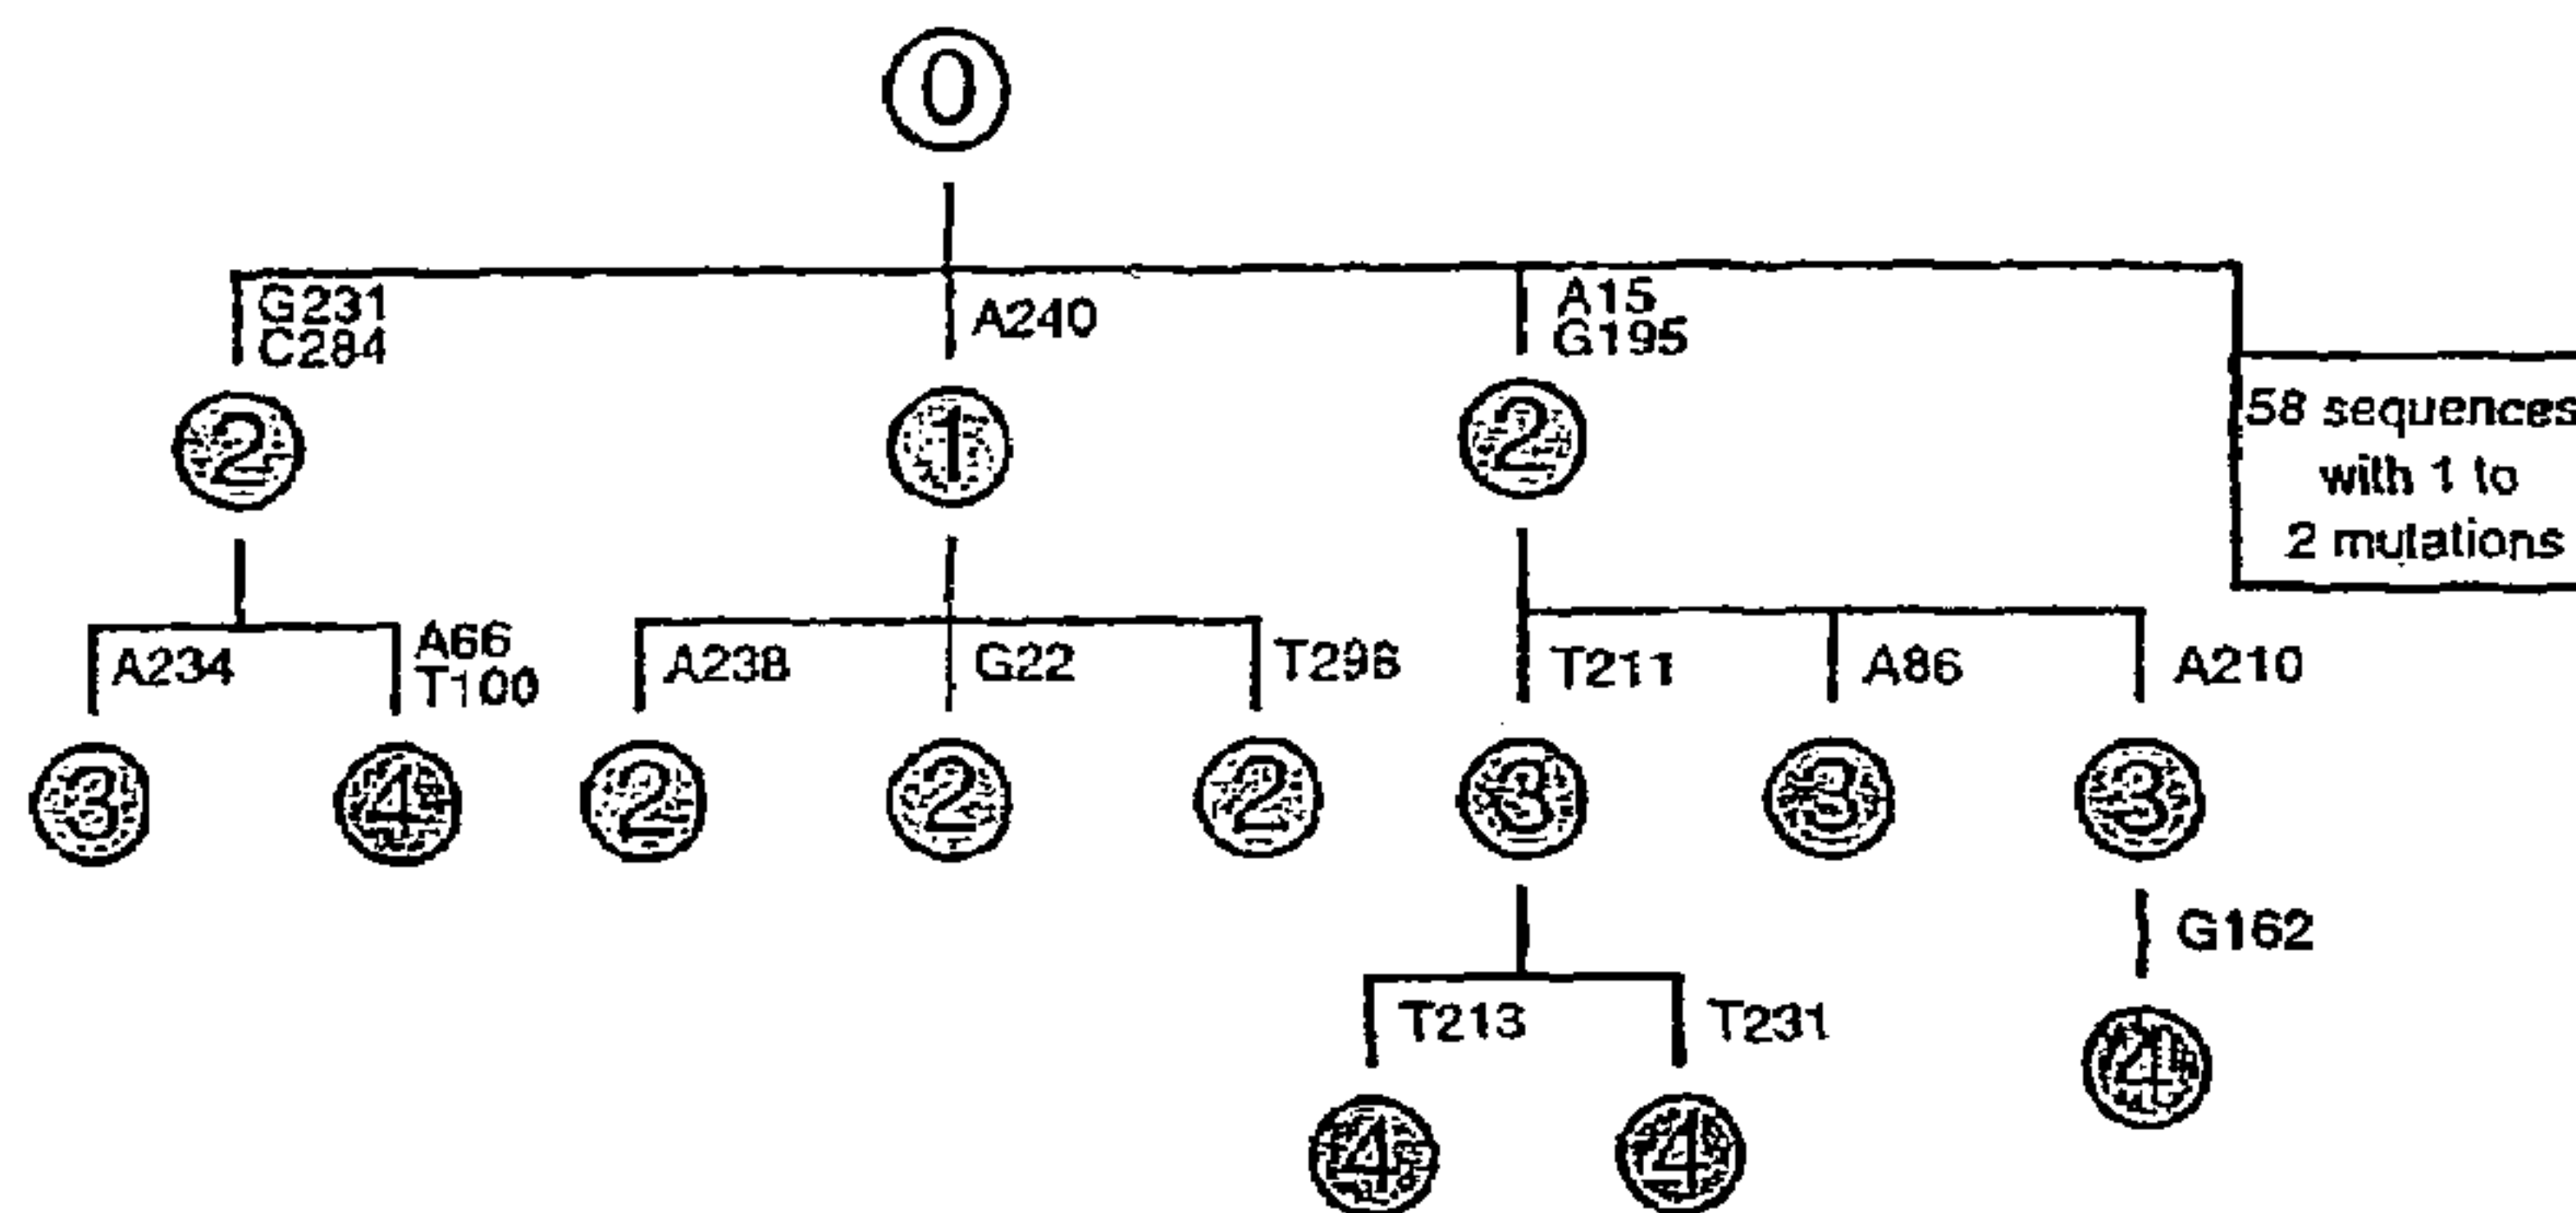 0
G231
C284
A240
A15
G195
2
1
2
58 sequences
with 1 to
2 mutations
A234
A66
T100
A238
G22
T296
T211
A86
A210
3
4
2
2
2
3
3
3
G162
T213
T231
4
4
4